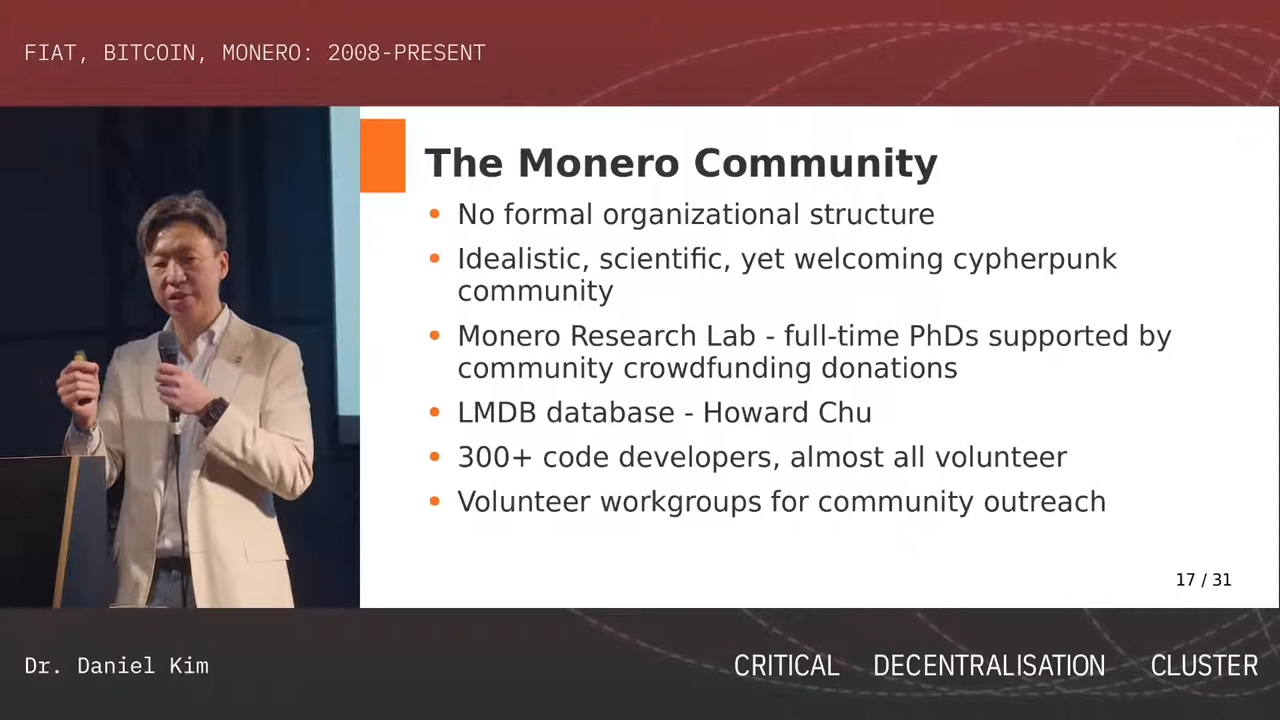 FIAT, BITCOIN, MONERO: 2008-PRESENT
The Monero Community
• No formal organizational structure
• Idealistic, scientific, yet welcoming cypherpunk
community
• Monero Research Lab - full-time PhDs supported by
community crowdfunding donations
• LMDB database - Howard Chu
• 300+ code developers, almost all volunteer
• Volunteer workgroups for community outreach
17 / 31
Dr. Daniel Kim
CRITICAL DECENTRALISATION CLUSTER